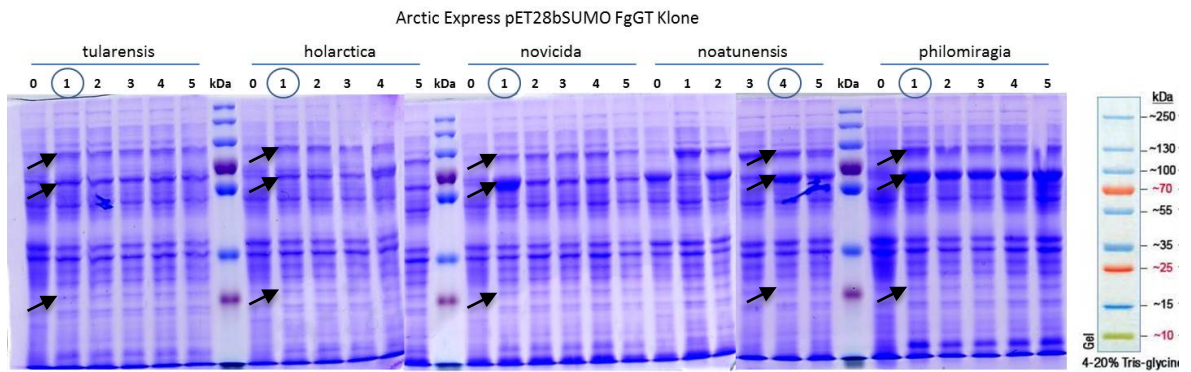 Arctic Express pET28bSUMO FgGT Klone
tularensis holarctica novicida noatunensis philomiragia
0 1 2 3 4 5 kDa 0 1 2 3 4 5 kDa 0 1 2 3 4 5 0 1 2 3 4 5 kDa 0 1 2 3 4 5
kDa
~250
~130
~100
~70
~55
~35
~25
~15
~10
Gel
4-20% Tris-glycine